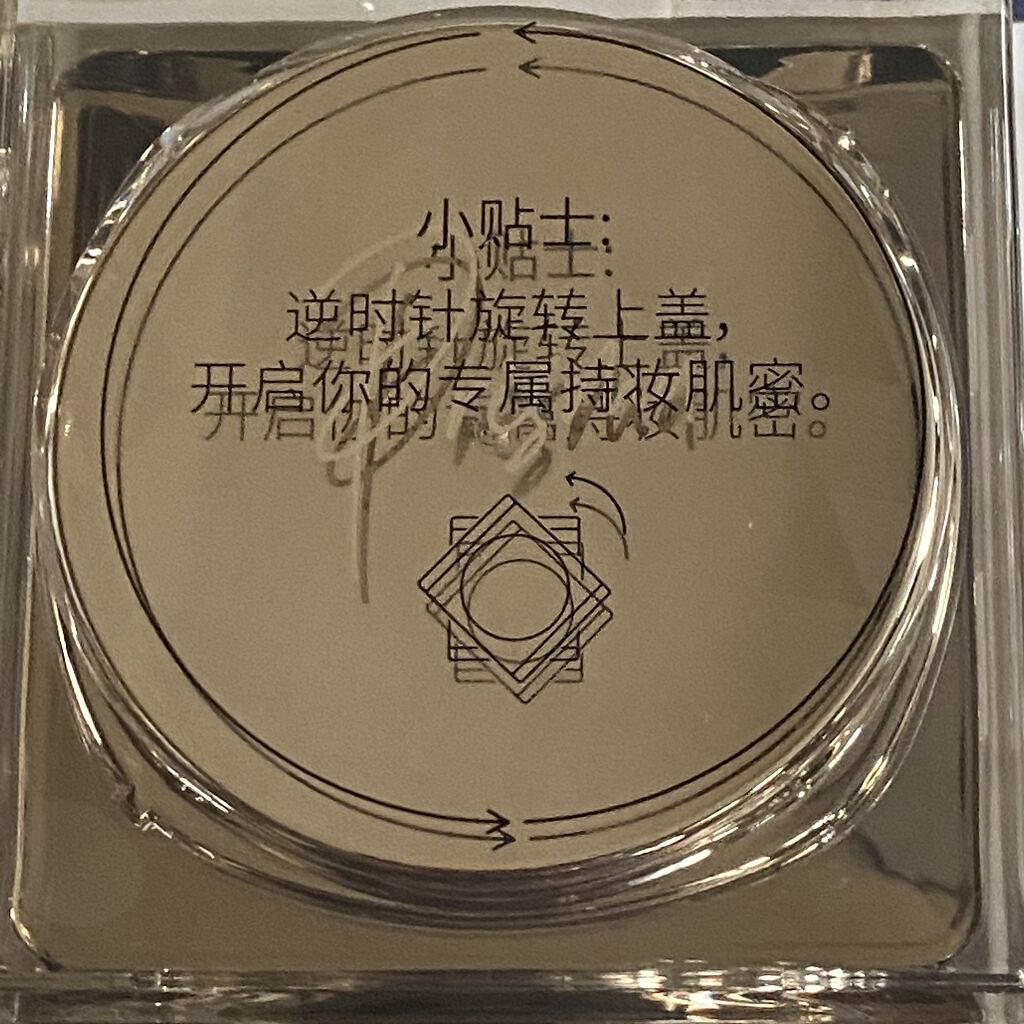 小贴士:
逆时针旋转上盖,
开启你的专属持妆肌密。